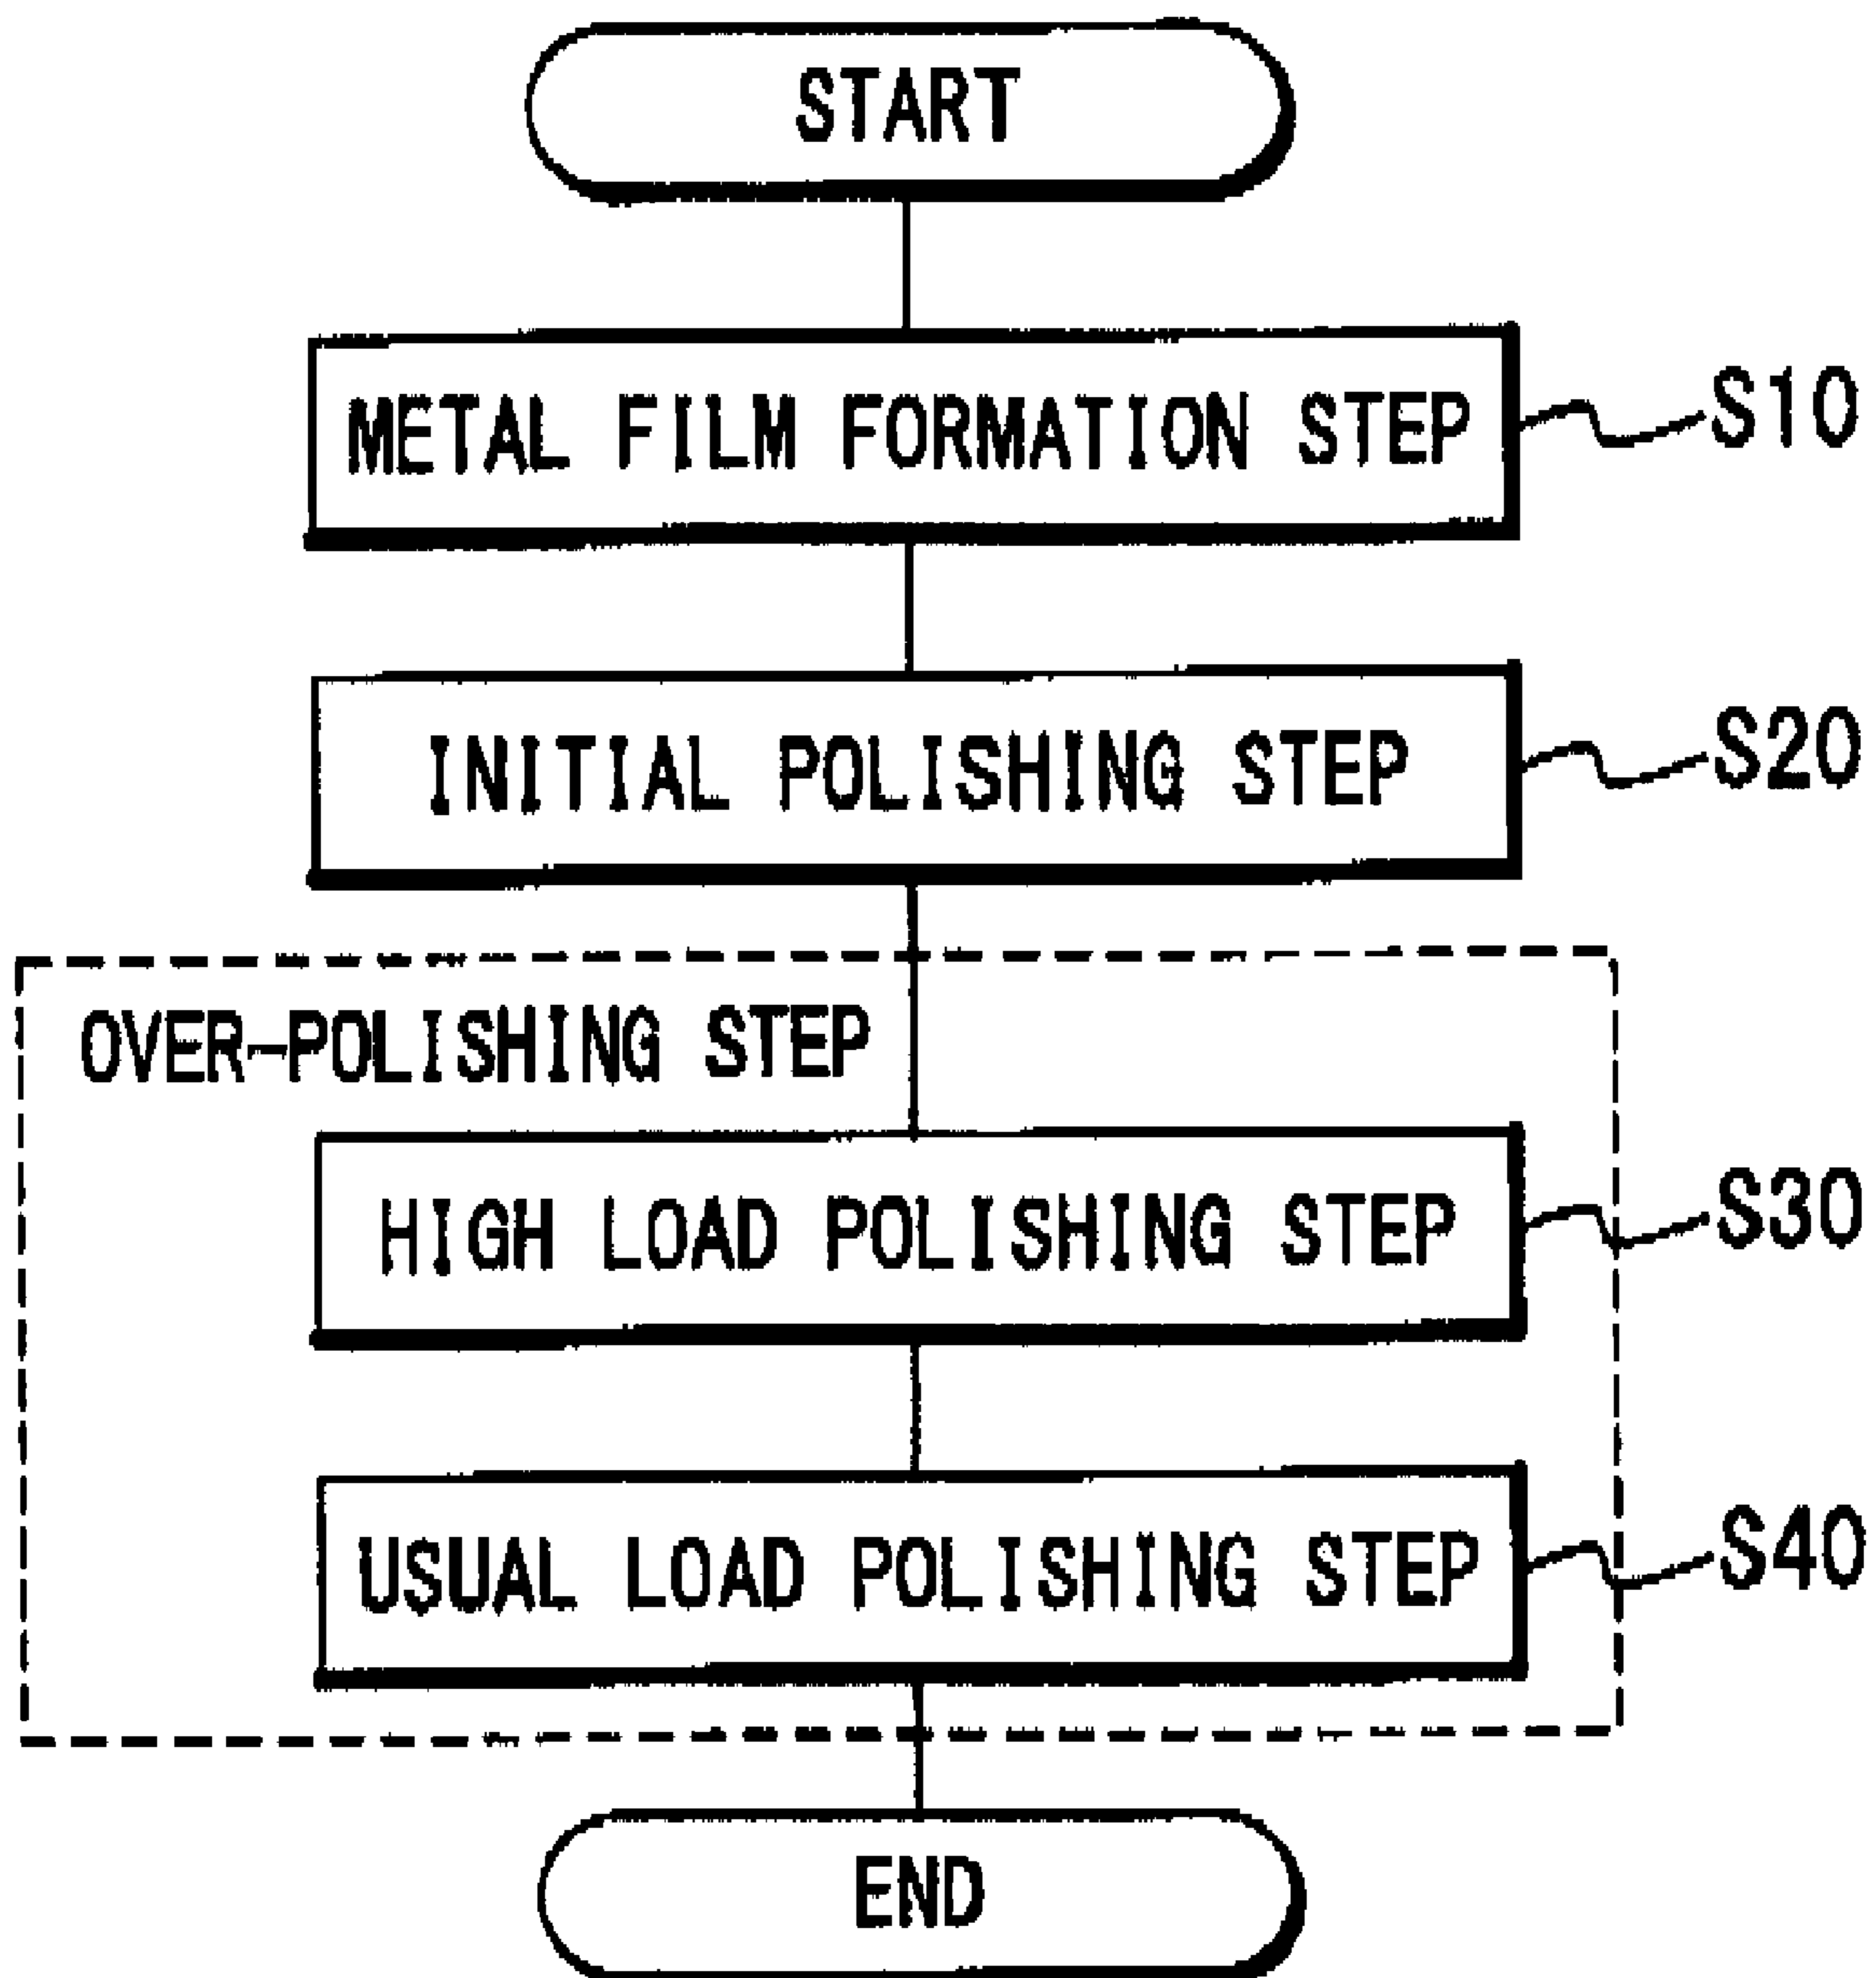 START
METAL FILM FORMATION STEP
S10
INITIAL POLISHING STEP
S20
OVER-POLISHING STEP
HIGH LOAD POLISHING STEP
S30
USUAL LOAD POLISHING STEP
S40
END